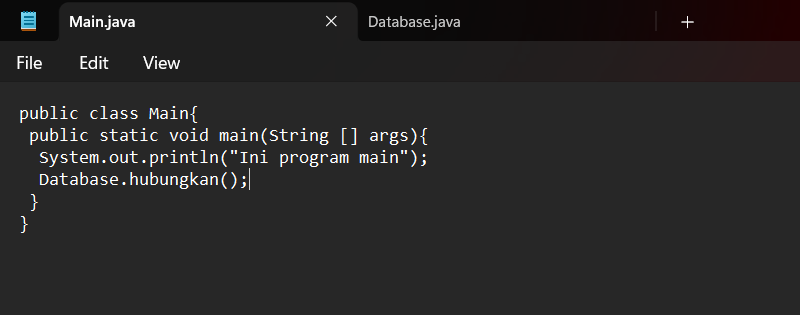 Main.java Database.java
File Edit View
public class Main{
 public static void main(String [] args){
  System.out.println("Ini program main");
  Database.hubungkan();
 }
}